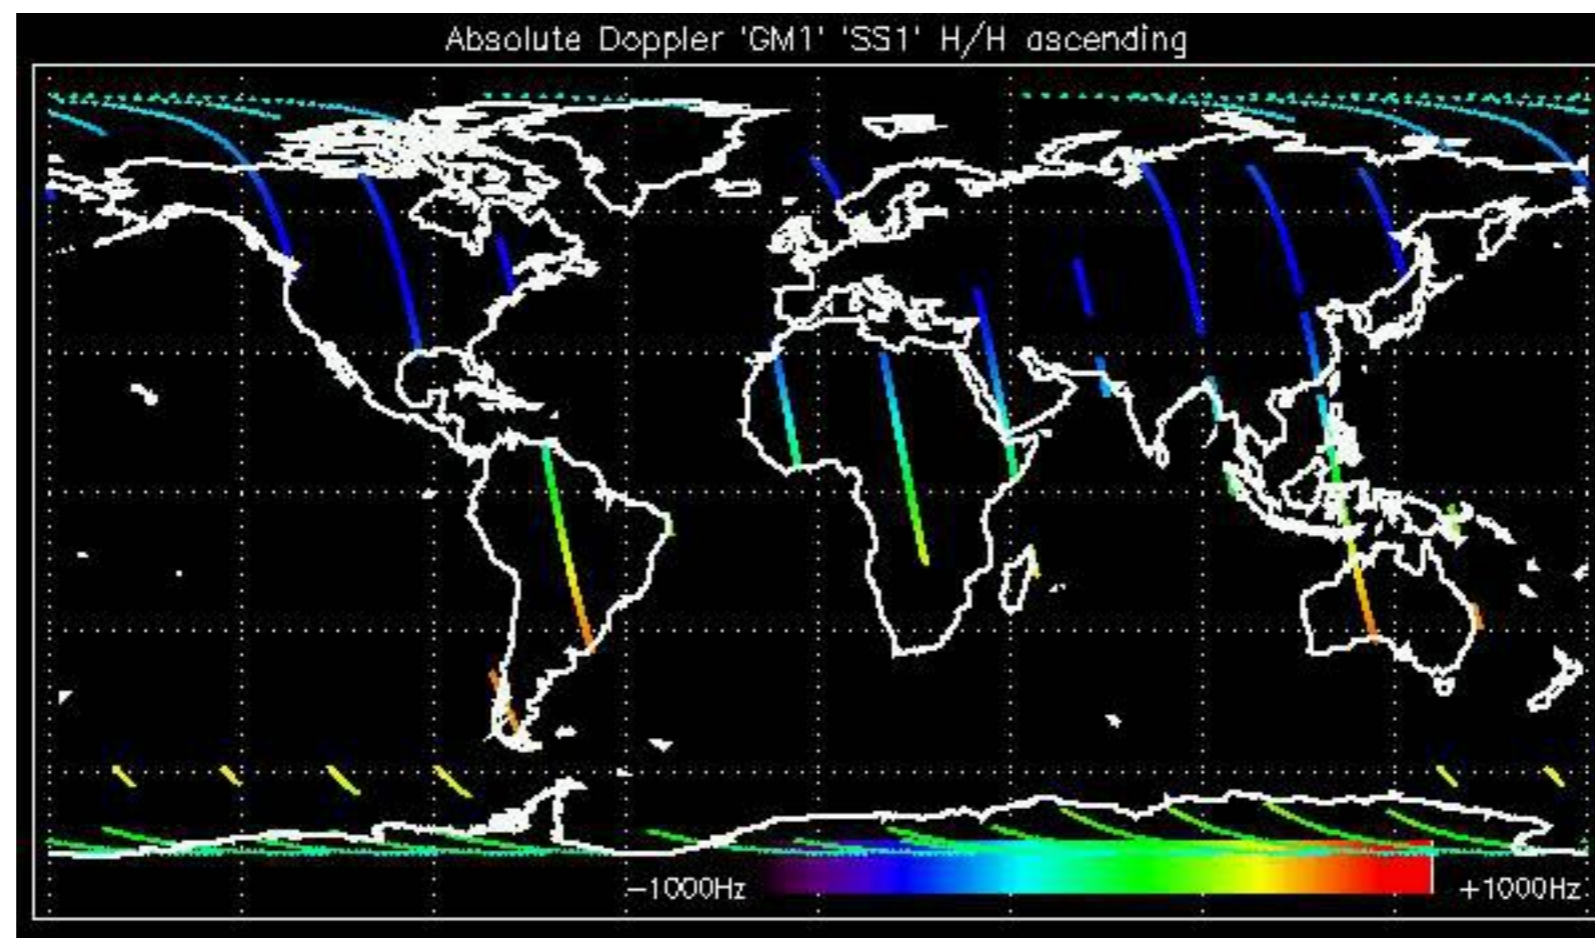 Absolute Doppler 'GM1' 'SS1' H/H ascending
−1000Hz
+1000Hz